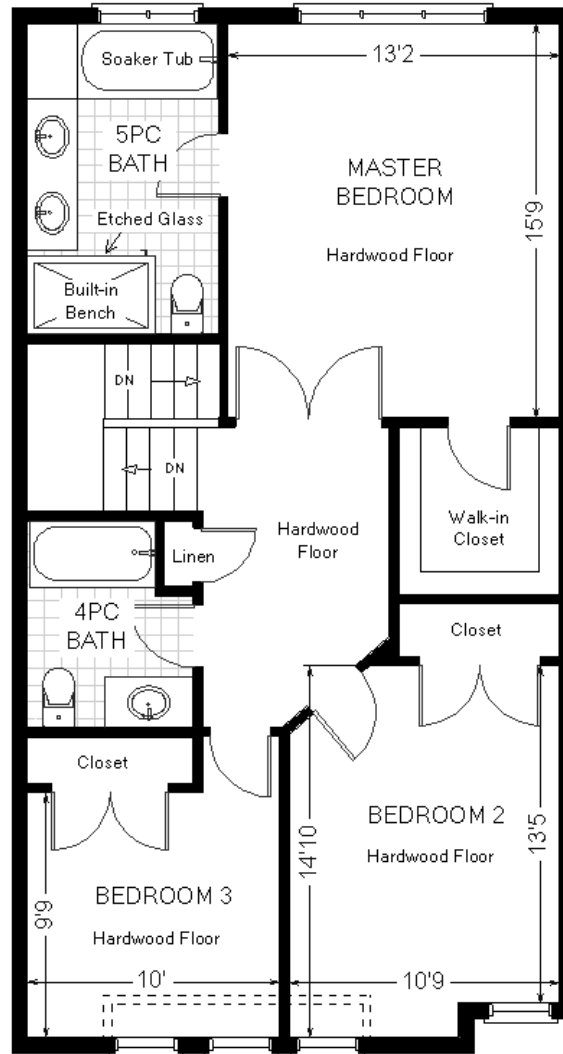 Soaker Tub
13'2
5PC
BATH
MASTER
BEDROOM
15'9
Etched Glass
Hardwood Floor
Built-in
Bench
DN
DN
Walk-in
Closet
Hardwood
Floor
Linen
4PC
BATH
Closet
Closet
BEDROOM 2
13'5
14'10
Hardwood Floor
BEDROOM 3
9'9
Hardwood Floor
10'
10'9